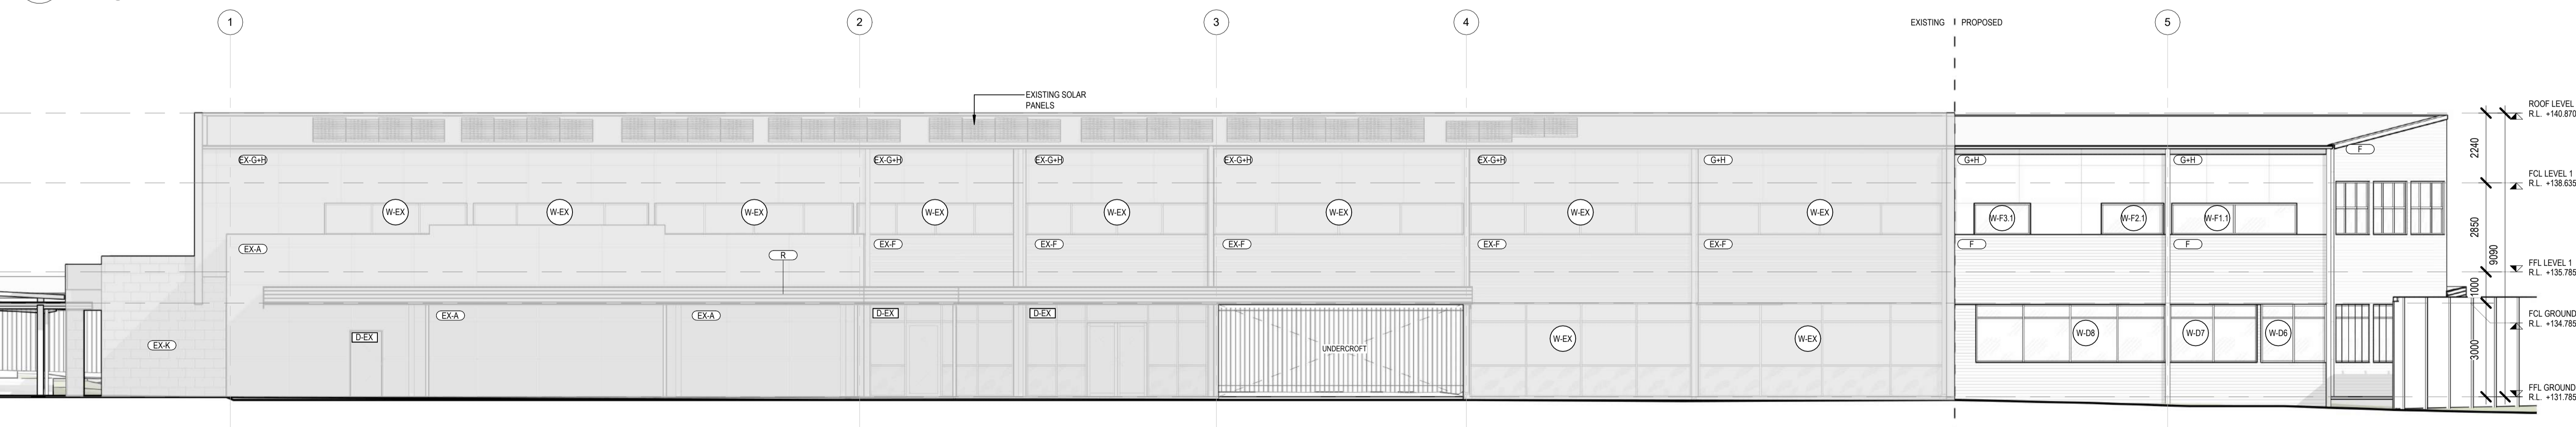 1
2
3
4
EXISTING
PROPOSED
5
EXISTING SOLAR
PANELS
ROOF LEVEL
R.L. +140.870
EX-G+H
EX-G+H
EX-G+H
EX-G+H
EX-G+H
G+H
G+H
G+H
F
2240
FCL LEVEL 1
R.L. +138.635
W-EX
W-EX
W-EX
W-EX
W-EX
W-EX
W-EX
W-EX
W-F3.1
W-F2.1
W-F1.1
2850
EX-A
R
EX-F
EX-F
EX-F
EX-F
EX-F
F
F
9090
FFL LEVEL 1
R.L. +135.785
1000
EX-A
EX-A
D-EX
D-EX
FCL GROUND
R.L. +134.785
EX-K
D-EX
UNDERCROFT
W-EX
W-EX
W-D8
W-D7
W-D6
3000
FFL GROUND
R.L. +131.785